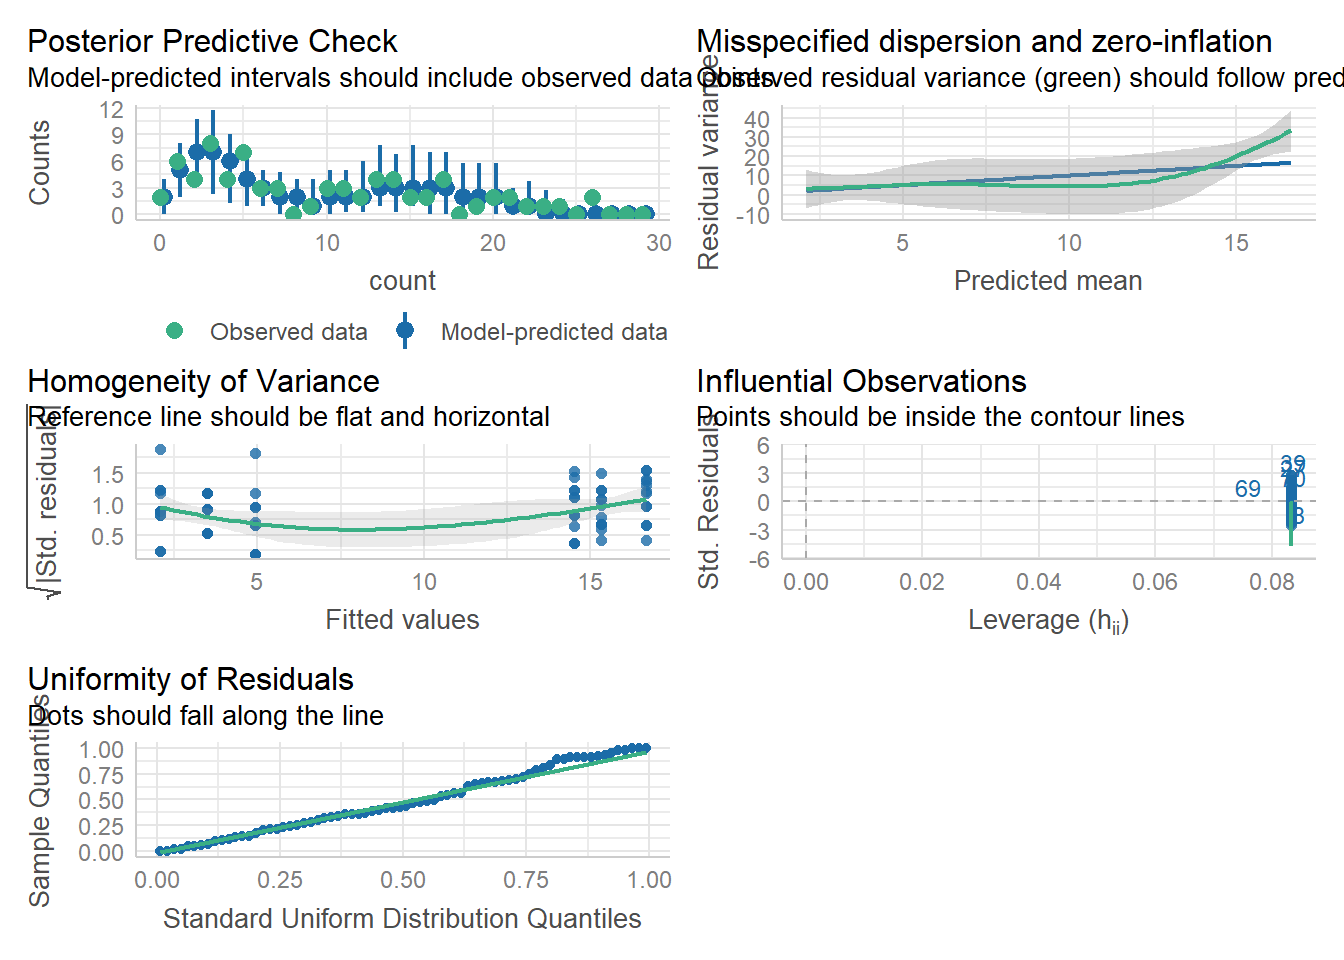 Posterior Predictive Check
Model-predicted intervals should include observed data points
Counts
12
9
6
3
0
0
10
20
30
count
Observed data
Model-predicted data
Misspecified dispersion and zero-inflation
Observed residual variance (green) should follow pred
Residual variance
40
30
20
10
0
-10
5
10
15
Predicted mean
Homogeneity of Variance
Reference line should be flat and horizontal
√|Std. residuals|
1.5
1.0
0.5
5
10
15
Fitted values
Influential Observations
Points should be inside the contour lines
Std. Residuals
6
3
0
-3
-6
69
39
0.00
0.02
0.04
0.06
0.08
Leverage (hii)
Uniformity of Residuals
Dots should fall along the line
Sample Quantiles
1.00
0.75
0.50
0.25
0.00
0.00
0.25
0.50
0.75
1.00
Standard Uniform Distribution Quantiles